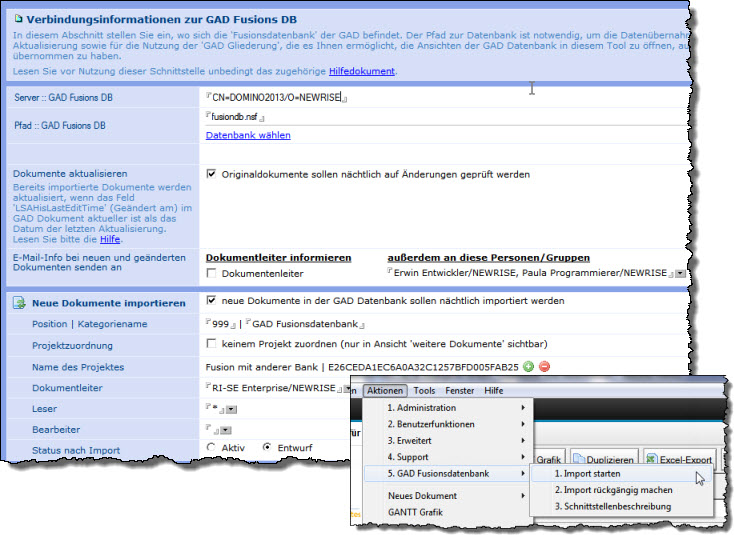 Verbindungsinformationen zur GAD Fusions DB
In diesem Abschnitt stellen Sie ein, wo sich die 'Fusionsdatenbank' der GAD befindet. Der Pfad zur Datenbank ist notwendig, um die Datenübernahm
Aktualisierung sowie für die Nutzung der 'GAD Gliederung', die es Ihnen ermöglicht, die Ansichten der GAD Datenbank in diesem Tool zu öffnen, au
übernommen zu haben.
Lesen Sie vor Nutzung dieser Schnittstelle unbedingt das zugehörige Hilfedokument.
Server :: GAD Fusions DB
CN=DOMINO2013/O=NEWRISE
Pfad :: GAD Fusions DB
fusiondb.nsf
Datenbank wählen
Dokumente aktualisieren
Originaldokumente sollen nächtlich auf Änderungen geprüft werden
Bereits importierte Dokumente werden
aktualisiert, wenn das Feld
'LSAHisLastEditTime' (Geändert am) im
GAD Dokument aktueller ist als das
Datum der letzten Aktualisierung.
Lesen Sie bitte die Hilfe.
E-Mail-Info bei neuen und geänderten
Dokumenten senden an
Dokumentleiter informieren
außerdem an diese Personen/Gruppen
Dokumentenleiter
Erwin Entwickler/NEWRISE, Paula Programmierer/NEWRISE
Neue Dokumente importieren
neue Dokumente in der GAD Datenbank sollen nächtlich importiert werden
Position | Kategoriename
999 | GAD Fusionsdatenbank
Projektzuordnung
keinem Projekt zuordnen (nur in Ansicht 'weitere Dokumente' sichtbar)
Name des Projektes
Fusion mit anderer Bank | E26CEDA1EC6A0A32C1257BFD005FAB25
Dokumentleiter
RI-SE Enterprise/NEWRISE
Leser
*
Bearbeiter
Status nach Import
Aktiv
Entwurf
en Aktionen Tools Fenster Hilfe
1. Administration
2. Benutzerfunktionen
3. Erweitert
4. Support
5. GAD Fusionsdatenbank
Neues Dokument
GANTT Grafik
für
Grafik
Duplizieren
Excel-Export
1. Import starten
2. Import rückgängig machen
3. Schnittstellenbeschreibung